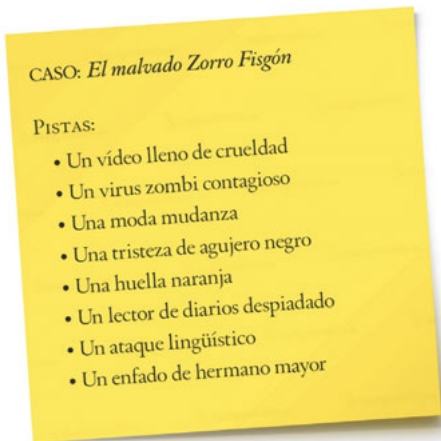 CASO: El malvado Zorro Fisgón
PISTAS:
• Un vídeo lleno de crueldad
• Un virus zombi contagioso
• Una moda mudanza
• Una tristeza de agujero negro
• Una huella naranja
• Un lector de diarios despiadado
• Un ataque lingüístico
• Un enfado de hermano mayor